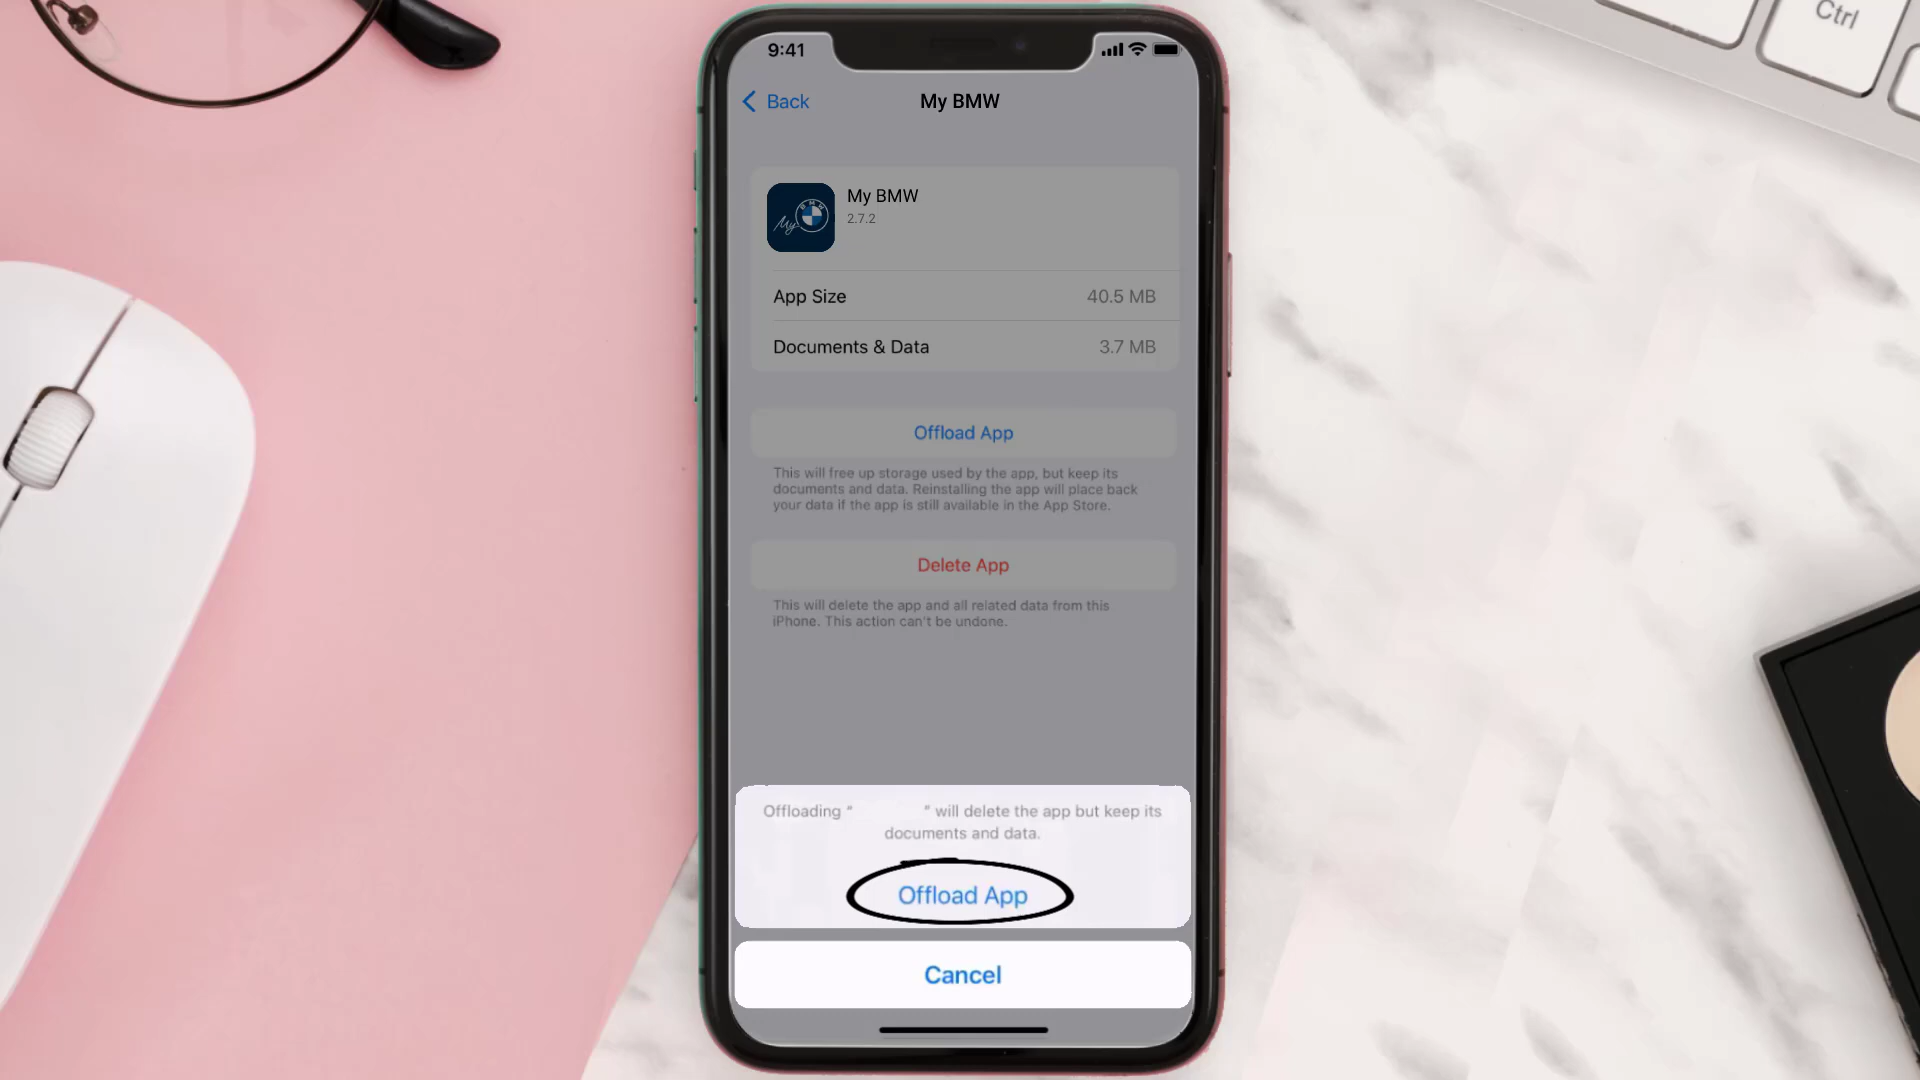 Ctrl
9:41
Back
My BMW
My BMW
My BMW
2.7.2
App Size
40.5 MB
Documents & Data
3.7 MB
Offload App
This will free up storage used by the app, but keep its
documents and data. Reinstalling the app will place back
your data if the app is still available in the App Store.
Delete App
This will delete the app and all related data from this
iPhone. This action can't be undone.
Offloading “ ” will delete the app but keep its
documents and data.
Offload App
Cancel